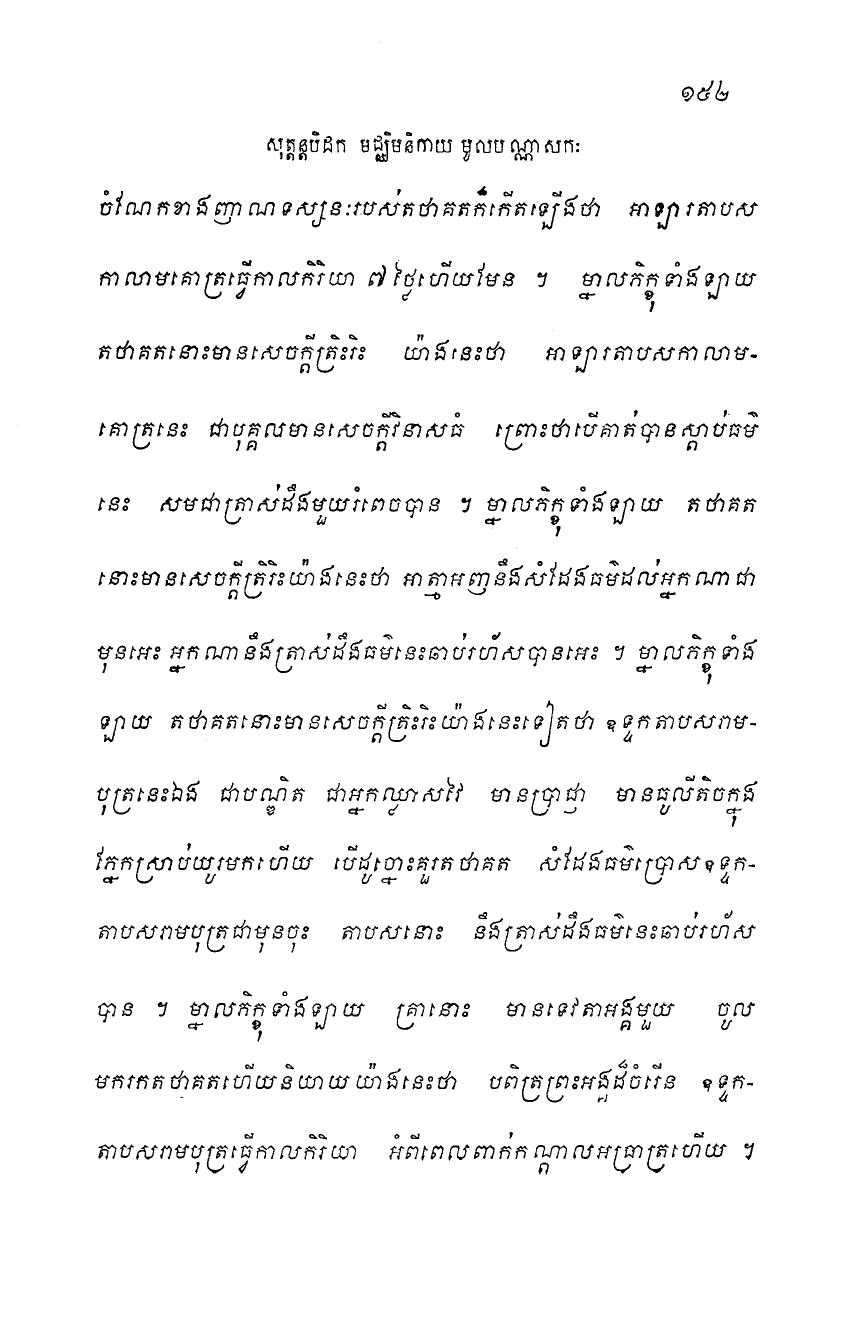 ១៥២
សុត្តន្តបិដក មជ្ឈិមនិកាយ មូលបណ្ណាសកៈ
ចំណែកខាងញាណទស្សនៈរបស់តថាគតក៏កើតឡើងថា អាឡារតាបស
កាលាមគោត្រធ្វើកាលកិរិយា ៧ ថ្ងៃហើយមែន ។ ម្នាលភិក្ខុទាំងឡាយ
តថាគតនោះមានសេចក្តីត្រិះរិះ យ៉ាងនេះថា អាឡារតាបសកាលាម-
គោត្រនេះ ជាបុគ្គលមានសេចក្តីវិនាសធំ ព្រោះថាបើគាត់បានស្តាប់ធម៌
នេះ សមជាត្រាស់ដឹងមួយរំពេចបាន ។ ម្នាលភិក្ខុទាំងឡាយ តថាគត
នោះមានសេចក្តីត្រិរិះយ៉ាងនេះថា អាត្មាអញនឹងសំដែងធម៌ដល់អ្នកណាជា
មុនអេះ អ្នកណានឹងត្រាស់ដឹងធម៌នេះឆាប់រហ័សបានអេះ ។ ម្នាលភិក្ខុទាំង
ឡាយ តថាគតនោះមានសេចក្តីត្រិះរិះយ៉ាងនេះទៀតថា ឧទ្ទកតាបសរាម-
បុត្រនេះឯង ជាបណ្ឌិត ជាអ្នកឈ្លាសវៃ មានប្រាជ្ញា មានធូលីតិចក្នុង
ភ្នែកស្រាប់យូរមកហើយ បើដូច្នោះគួរតថាគត សំដែងធម៌ប្រោសឧទ្ទក-
តាបសរាមបុត្រជាមុនចុះ តាបសនោះ នឹងត្រាស់ដឹងធម៌នេះឆាប់រហ័ស
បាន ។ ម្នាលភិក្ខុទាំងឡាយ គ្រានោះ មានទេវតាអង្គមួយ ចូល
មករកតថាគតហើយនិយាយយ៉ាងនេះថា បពិត្រព្រះអង្គដ៏ចំរើន ឧទ្ទក-
តាបសរាមបុត្រធ្វើកាលកិរិយា អំពីពេលពាក់កណ្តាលអធ្រាត្រហើយ ។